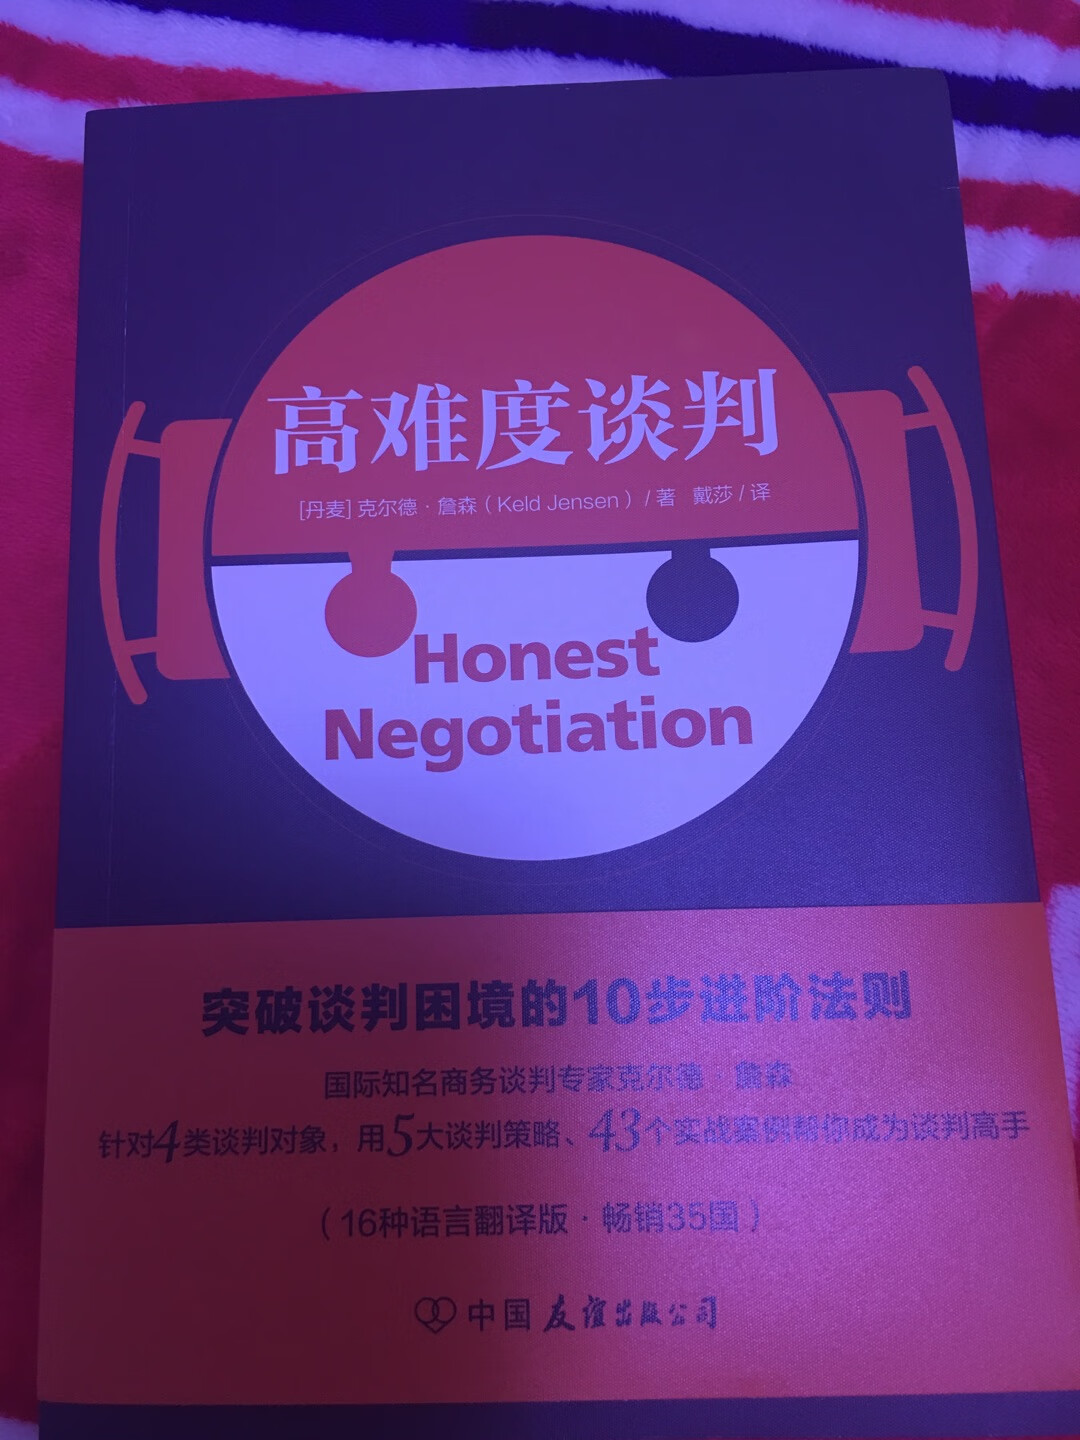 高难度谈判
[丹麦] 克尔德·詹森（Keld Jensen）/ 著 戴莎 / 译
Honest
Negotiation
突破谈判困境的10步进阶法则
国际知名商务谈判专家克尔德·詹森
针对4类谈判对象，用5大谈判策略、43个实战案例帮你成为谈判高手
（16种语言翻译版·畅销35国）
中国友谊出版公司